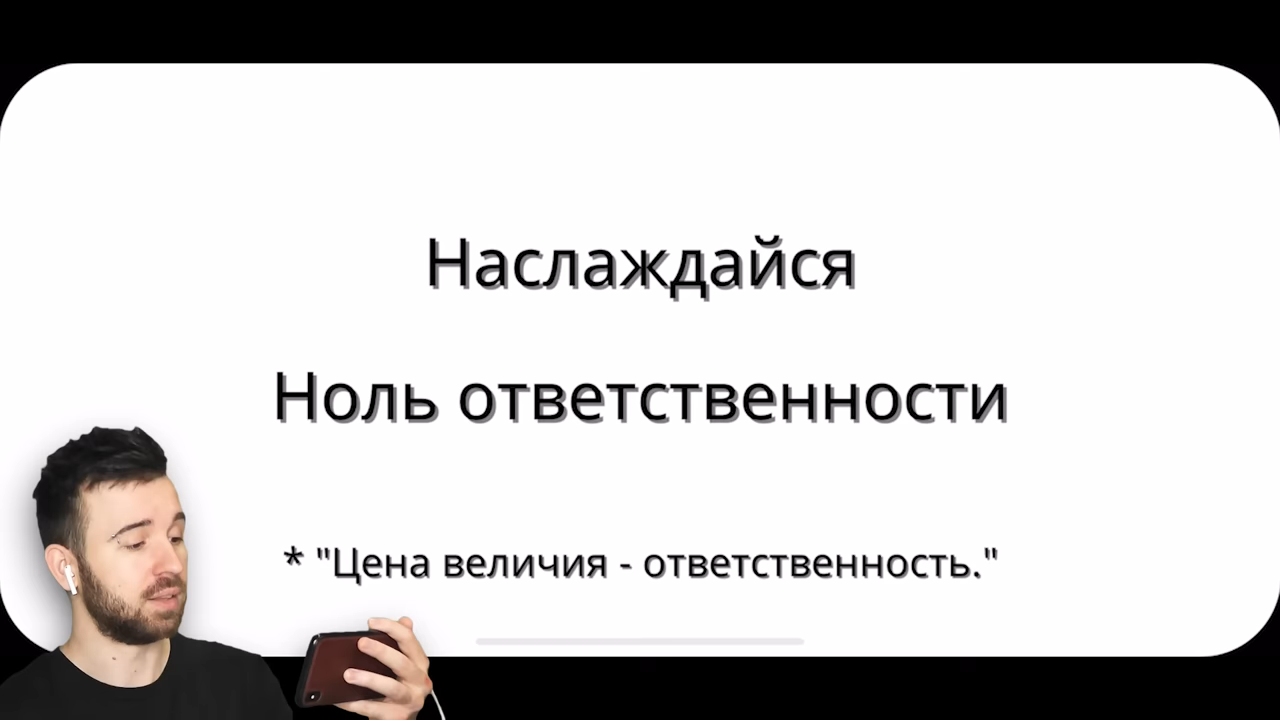 Наслаждайся
Ноль ответственности
* "Цена величия - ответственность."